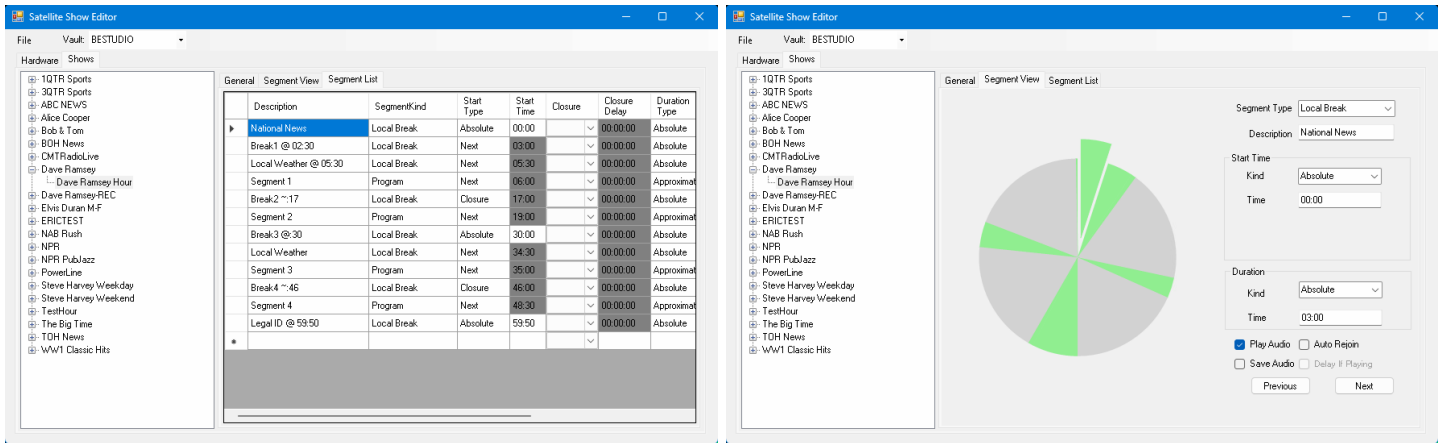 Satellite Show Editor
File Vault: BESTUDIO
Hardware Shows
1QTR Sports
3QTR Sports
ABC NEWS
Alice Cooper
Bob & Tom
BOH News
CMTRadioLive
Dave Ramsey
Dave Ramsey Hour
Dave Ramsey-REC
Elvis Duran M-F
ERICTEST
NAB Rush
NPR
NPR PubJazz
PowerLine
Steve Harvey Weekday
Steve Harvey Weekend
TestHour
The Big Time
TOH News
WW1 Classic Hits
General Segment View Segment List
Description SegmentKind Start Type Start Time Closure Closure Delay Duration Type
National News Local Break Absolute 00:00 00:00:00 Absolute
Break1 @ 02:30 Local Break Next 03:00 00:00:00 Absolute
Local Weather @ 05:30 Local Break Next 05:30 00:00:00 Absolute
Segment 1 Program Next 06:00 00:00:00 Approximat
Break2 ~:17 Local Break Closure 17:00 00:00:00 Absolute
Segment 2 Program Next 19:00 00:00:00 Approximat
Break3 @:30 Local Break Absolute 30:00 00:00:00 Absolute
Local Weather Local Break Next 34:30 00:00:00 Absolute
Segment 3 Program Next 35:00 00:00:00 Approximat
Break4 ~:46 Local Break Closure 46:00 00:00:00 Absolute
Segment 4 Program Next 48:30 00:00:00 Approximat
Legal ID @ 59:50 Local Break Absolute 59:50 00:00:00 Absolute
Satellite Show Editor
File Vault: BESTUDIO
Hardware Shows
1QTR Sports
3QTR Sports
ABC NEWS
Alice Cooper
Bob & Tom
BOH News
CMTRadioLive
Dave Ramsey
Dave Ramsey Hour
Dave Ramsey-REC
Elvis Duran M-F
ERICTEST
NAB Rush
NPR
NPR PubJazz
PowerLine
Steve Harvey Weekday
Steve Harvey Weekend
TestHour
The Big Time
TOH News
WW1 Classic Hits
General Segment View Segment List
Segment Type Local Break
Description National News
Start Time
Kind Absolute
Time 00:00
Duration
Kind Absolute
Time 03:00
Play Audio Auto Rejoin
Save Audio Delay If Playing
Previous Next